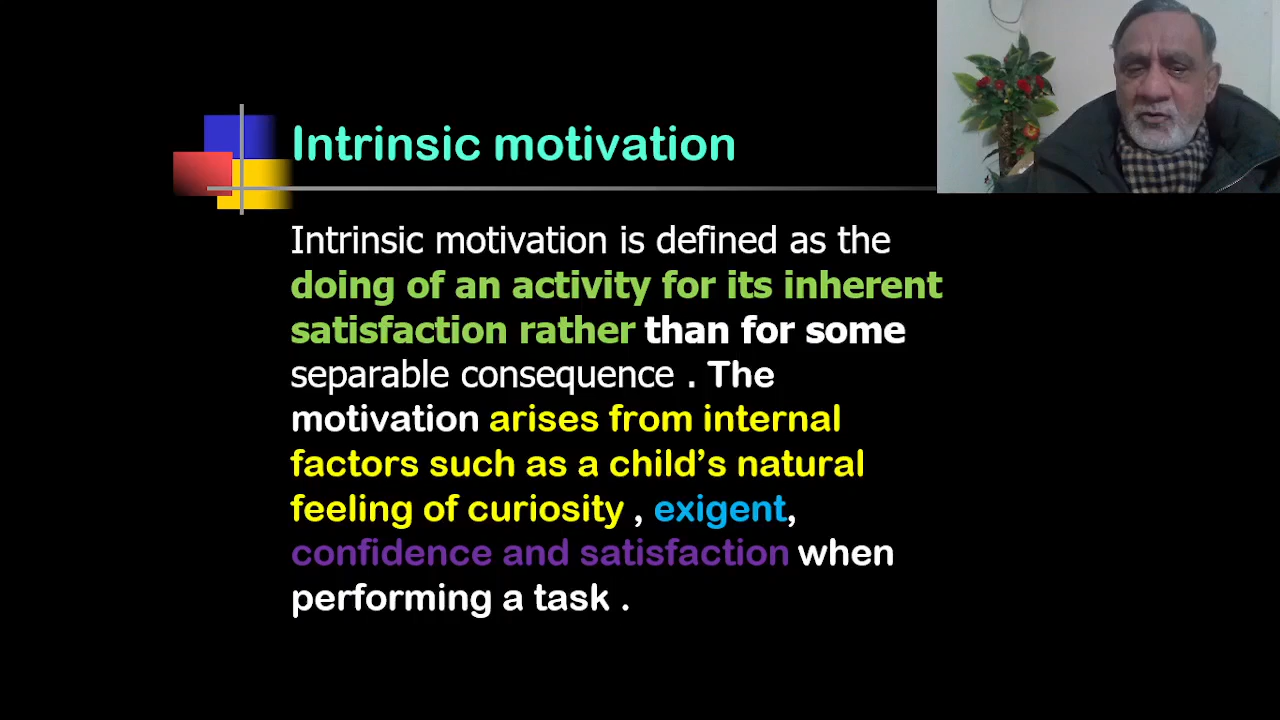 Intrinsic motivation
Intrinsic motivation is defined as the
doing of an activity for its inherent
satisfaction rather than for some
separable consequence . The
motivation arises from internal
factors such as a child’s natural
feeling of curiosity , exigent,
confidence and satisfaction when
performing a task .